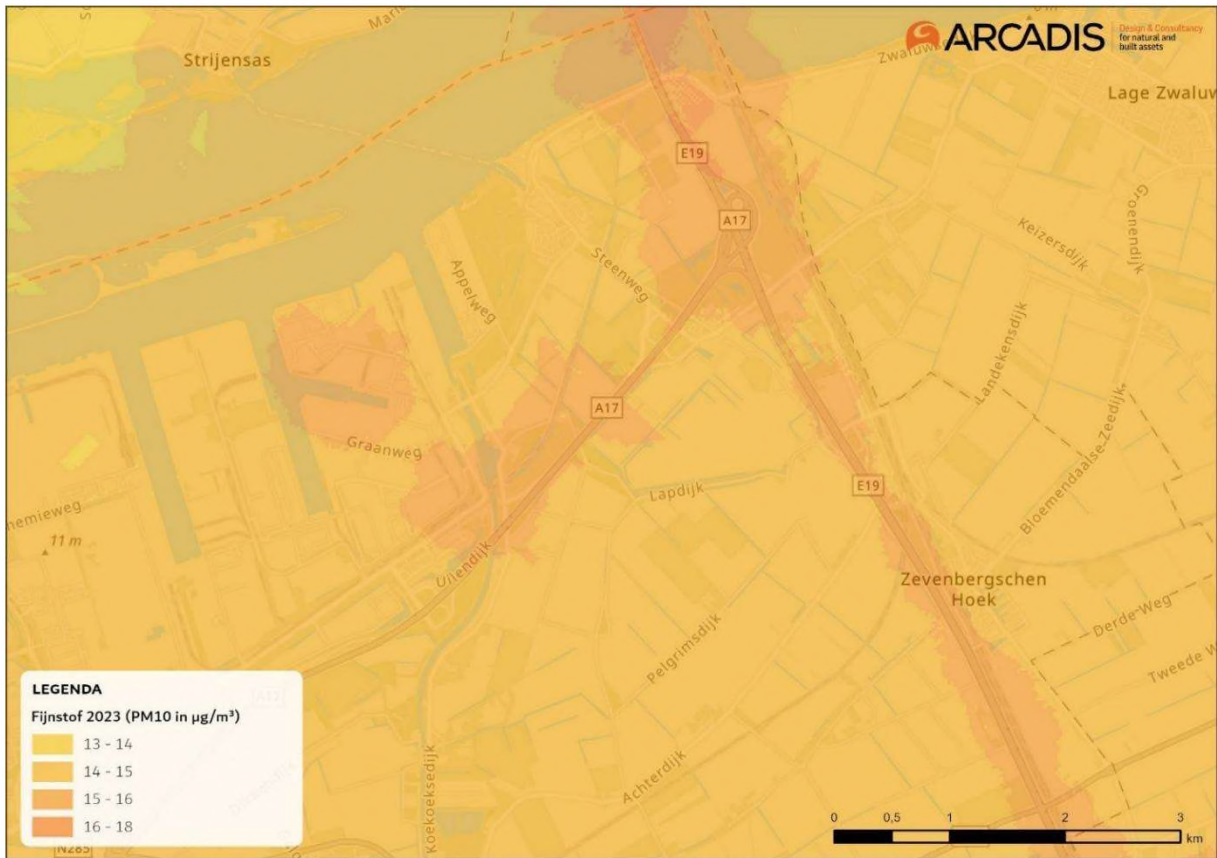 ARCADIS
Design & Consultancy
for natural and
built assets
Strijensas
Lage Zwaluw
E19
A17
Groenendijk
Keizersdijk
Steenweg
Appelweg
Landekensdijk
A17
Graanweg
Bloemendaalse Zeedijk
E19
Lapdijk
nemieweg
11 m
Zevenbergschen
Hoek
Derde Weg
Tweede W
Pelgrimsdijk
Achterdijk
Koekoeksedijk
LEGENDA
Fijnstof 2023 (PM10 in µg/m³)
13 - 14
14 - 15
15 - 16
16 - 18
N285
0 0,5 1 2 3
km